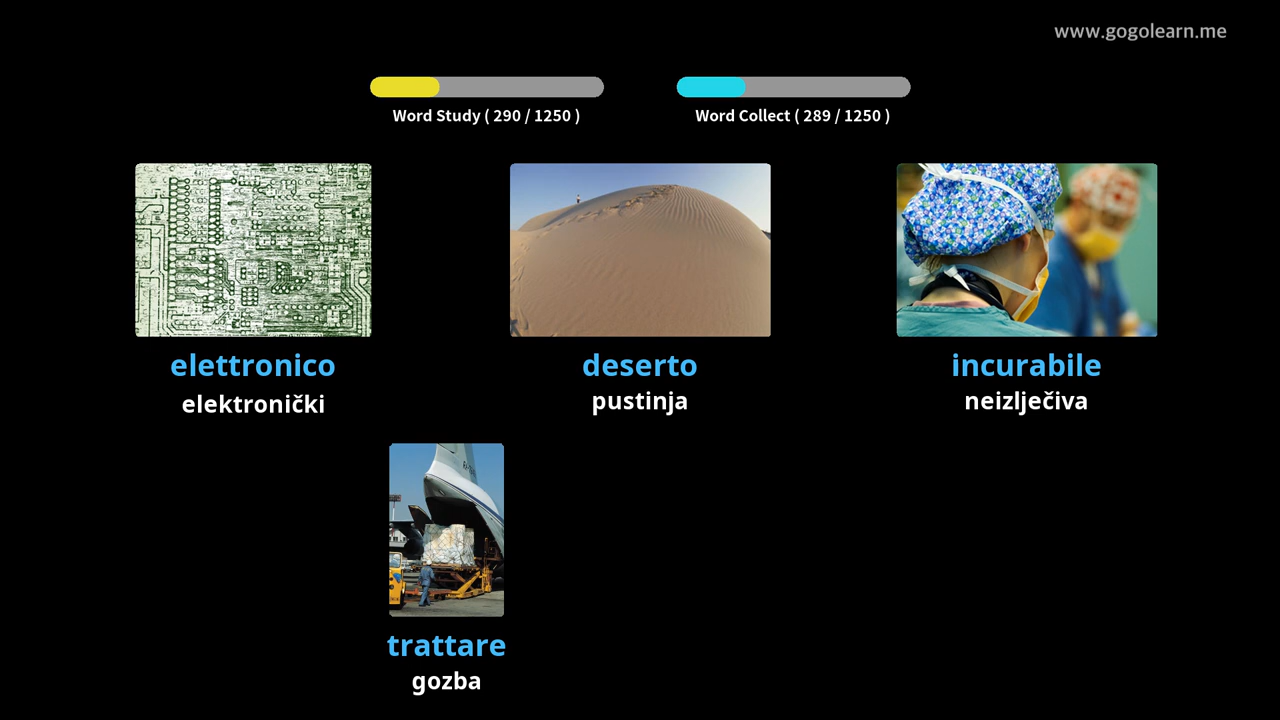 www.gogolearn.me
Word Study ( 290 / 1250 )
Word Collect ( 289 / 1250 )
elettronico
elektronički
deserto
pustinja
incurabile
neizlječiva
trattare
gozba